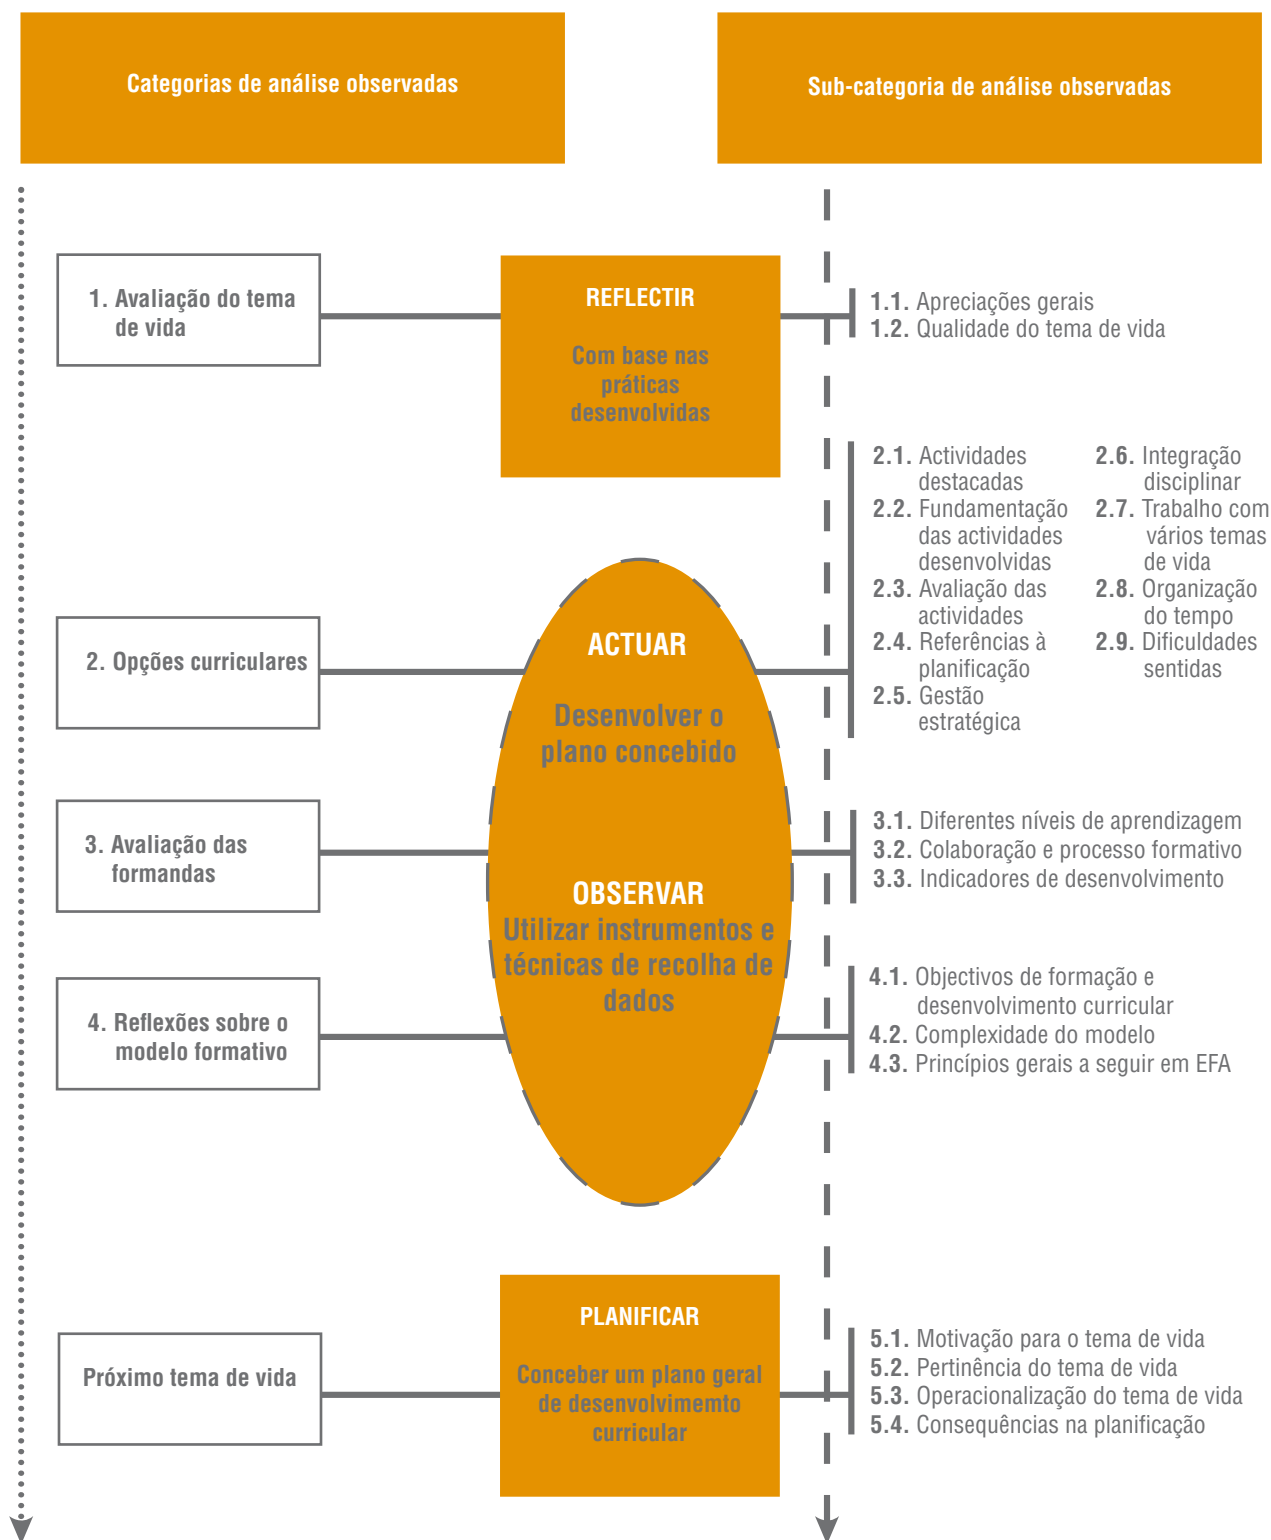 Categorias de análise observadas
Sub-categoria de análise observadas
1. Avaliação do tema
de vida
REFLECTIR
Com base nas
práticas
desenvolvidas
1.1. Apreciações gerais
1.2. Qualidade do tema de vida
2. Opções curriculares
ACTUAR
Desenvolver o
plano concebido
2.1. Actividades
destacadas
2.2. Fundamentação
das actividades
desenvolvidas
2.3. Avaliação das
actividades
2.4. Referências à
planificação
2.5. Gestão
estratégica
2.6. Integração
disciplinar
2.7. Trabalho com
vários temas
de vida
2.8. Organização
do tempo
2.9. Dificuldades
sentidas
3. Avaliação das
formandas
OBSERVAR
Utilizar instrumentos e
técnicas de recolha de
dados
3.1. Diferentes níveis de aprendizagem
3.2. Colaboração e processo formativo
3.3. Indicadores de desenvolvimento
4. Reflexões sobre o
modelo formativo
4.1. Objectivos de formação e
desenvolvimento curricular
4.2. Complexidade do modelo
4.3. Princípios gerais a seguir em EFA
Próximo tema de vida
PLANIFICAR
Conceber um plano geral
de desenvolvimemto
curricular
5.1. Motivação para o tema de vida
5.2. Pertinência do tema de vida
5.3. Operacionalização do tema de vida
5.4. Consequências na planificação